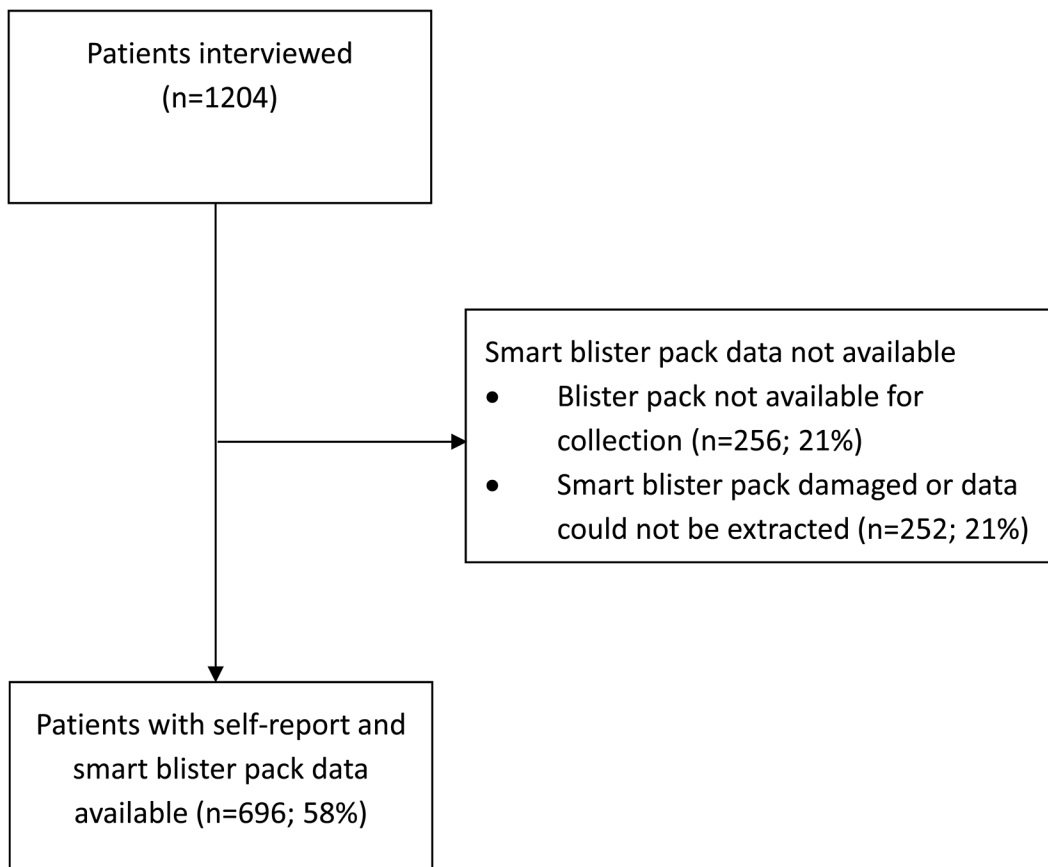 Patients interviewed
(n=1204)
Smart blister pack data not available
• Blister pack not available for
collection (n=256; 21%)
• Smart blister pack damaged or data
could not be extracted (n=252; 21%)
Patients with self-report and
smart blister pack data
available (n=696; 58%)